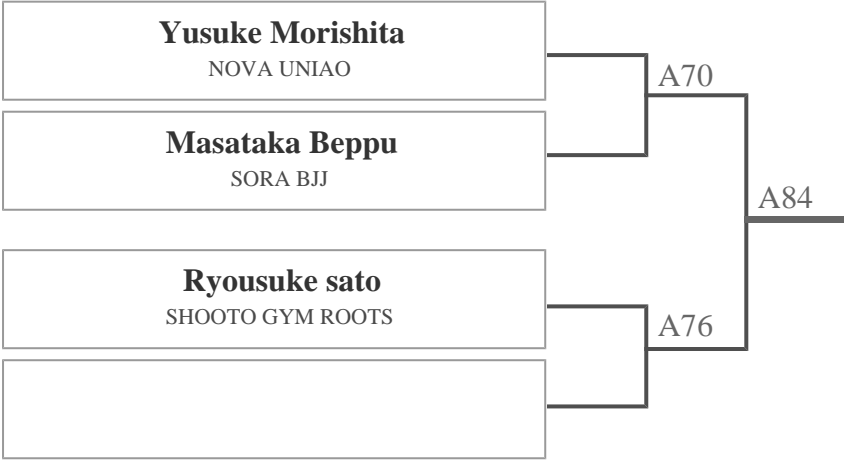 Yusuke Morishita
NOVA UNIAO
A70
Masataka Beppu
SORA BJJ
A84
Ryousuke sato
SHOOTO GYM ROOTS
A76